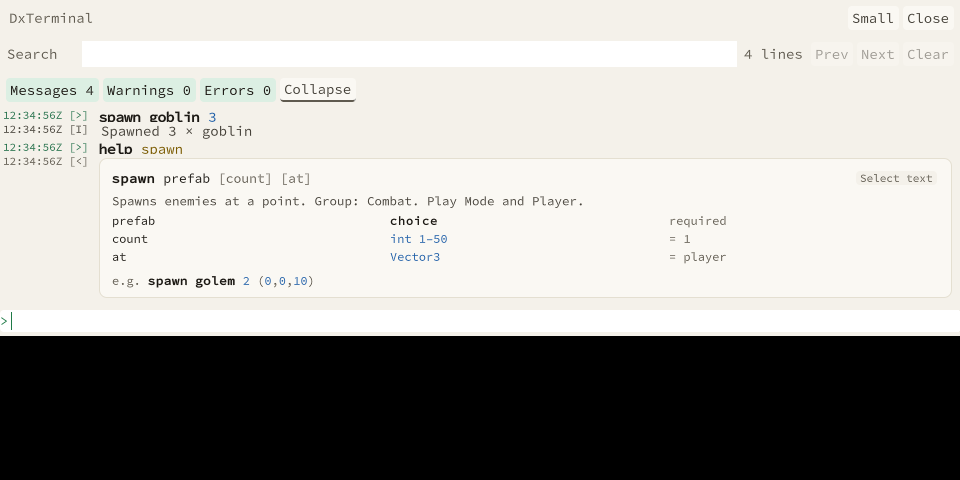 DxTerminal Small Close
Search 4 lines Prev Next Clear
Messages 4 Warnings 0 Errors 0 Collapse
12:34:56Z [>] spawn goblin 3
12:34:56Z [I] Spawned 3 × goblin
12:34:56Z [>] help spawn
12:34:56Z [<]
spawn prefab [count] [at] Select text
Spawns enemies at a point. Group: Combat. Play Mode and Player.
prefab choice required
count int 1–50 = 1
at Vector3 = player
e.g. spawn golem 2 (0,0,10)
>